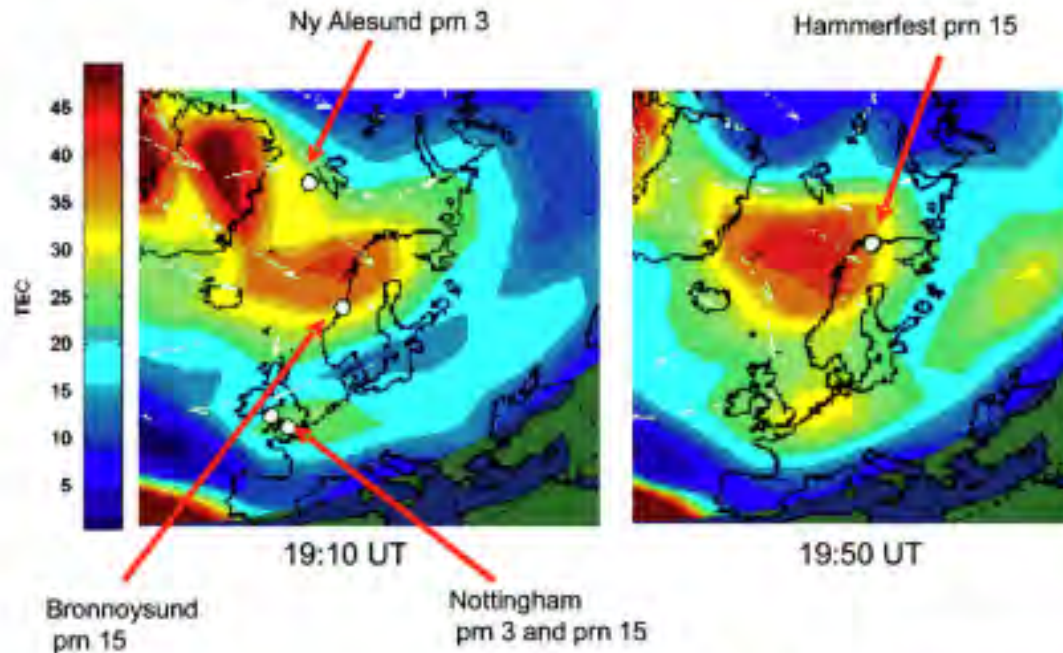 Ny Alesund prn 3
Hammerfest prn 15
45
40
35
30
25
20
15
10
5
TEC
19:10 UT
19:50 UT
Bronnoysund
prn 15
Nottingham
prn 3 and prn 15